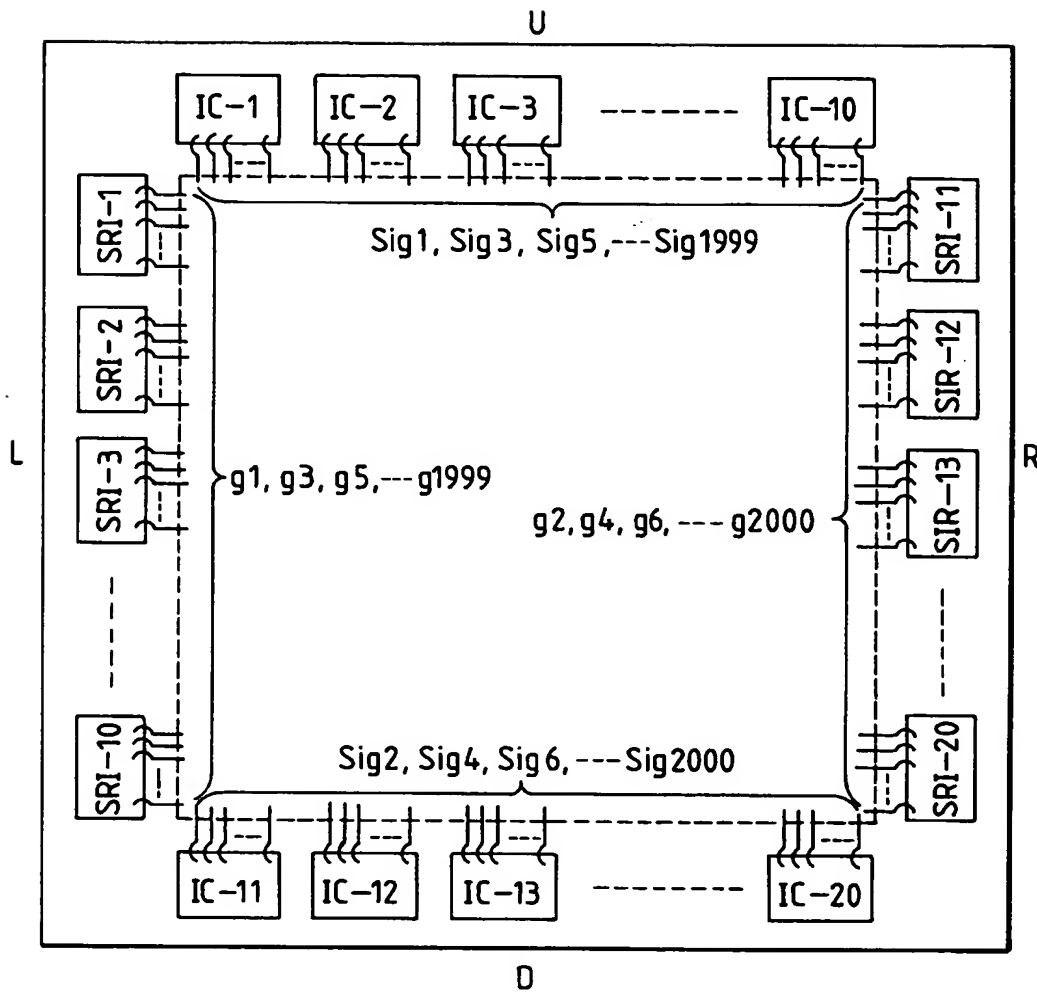 U
IC-1 IC-2 IC-3 IC-10
SRI-1
SRI-11
Sig1, Sig3, Sig5,---Sig1999
SRI-2
SIR-12
L
R
SRI-3
SIR-13
g1, g3, g5,---g1999
g2, g4, g6, ---g2000
SRI-10
SRI-20
Sig2, Sig4, Sig6, ---Sig2000
IC-11 IC-12 IC-13 IC-20
D